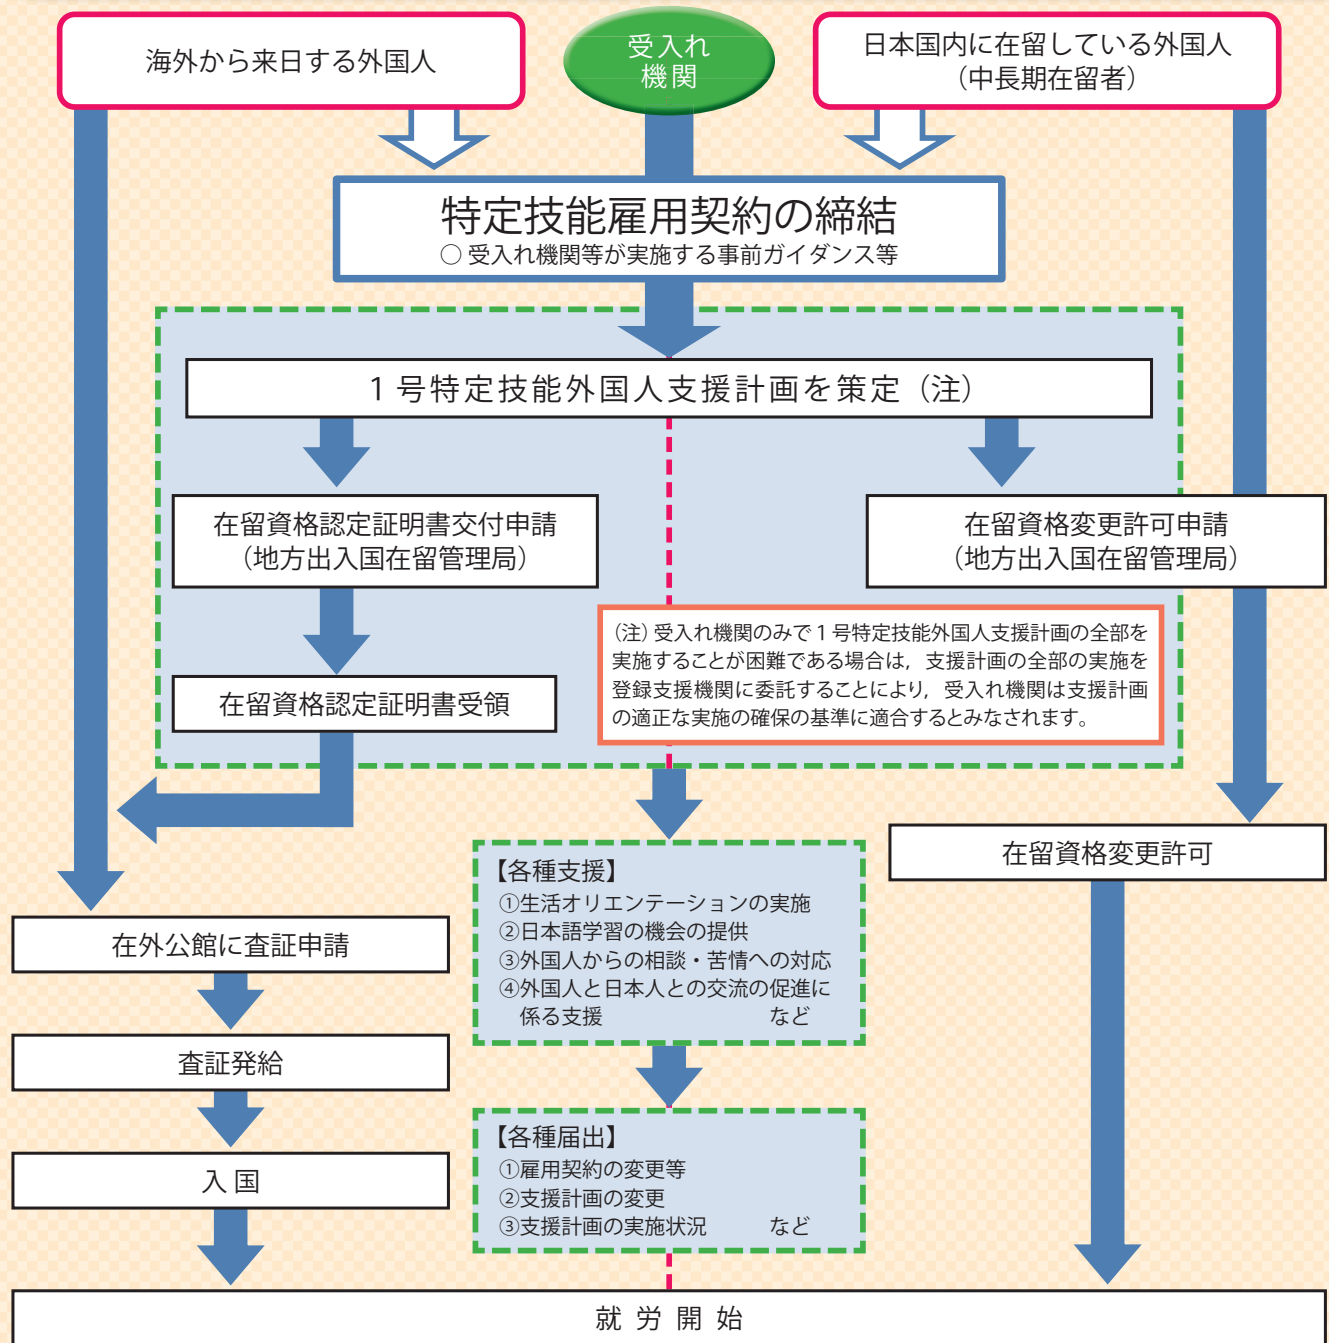 海外から来日する外国人
受入れ
機関
日本国内に在留している外国人
（中長期在留者）
特定技能雇用契約の締結
○ 受入れ機関等が実施する事前ガイダンス等
１号特定技能外国人支援計画を策定（注）
在留資格認定証明書交付申請
（地方出入国在留管理局）
在留資格変更許可申請
（地方出入国在留管理局）
（注）受入れ機関のみで１号特定技能外国人支援計画の全部を
実施することが困難である場合は，支援計画の全部の実施を
登録支援機関に委託することにより，受入れ機関は支援計画
の適正な実施の確保の基準に適合するとみなされます。
在留資格認定証明書受領
在留資格変更許可
【各種支援】
①生活オリエンテーションの実施
②日本語学習の機会の提供
③外国人からの相談・苦情への対応
④外国人と日本人との交流の促進に
係る支援　　　　　　　　など
在外公館に査証申請
査証発給
入国
【各種届出】
①雇用契約の変更等
②支援計画の変更
③支援計画の実施状況　　　など
就労開始